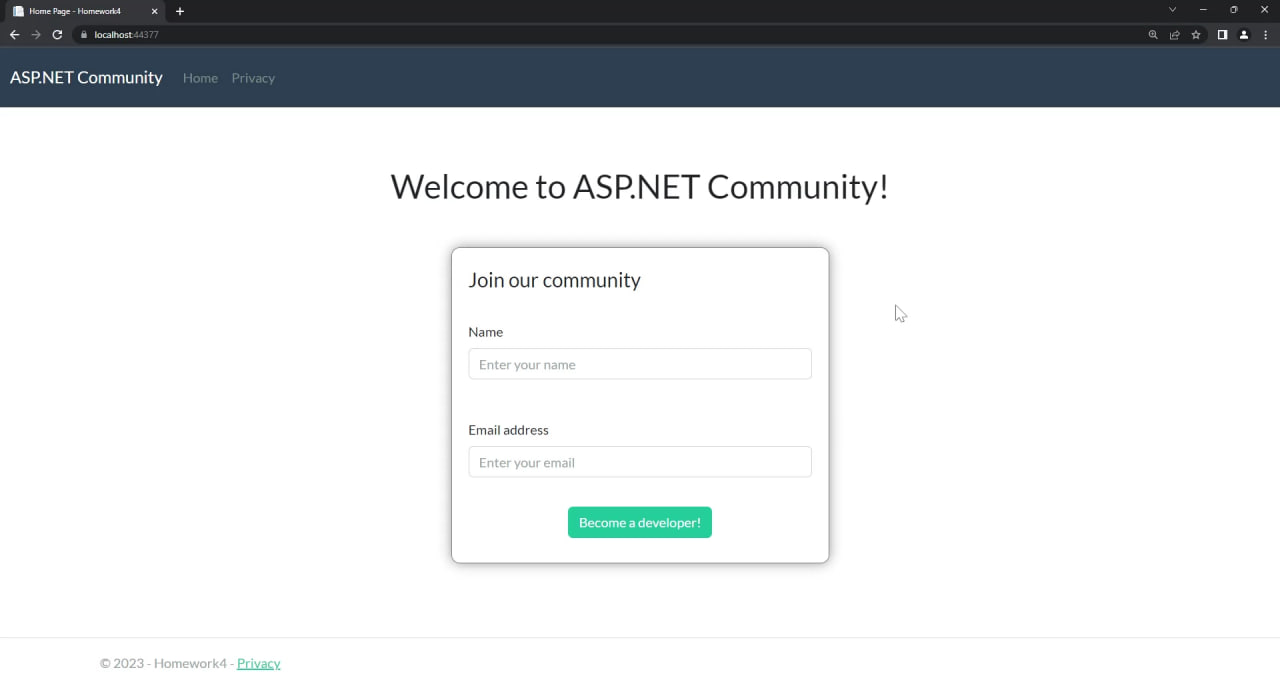 Home Page - Homework4
localhost:44377
ASP.NET Community Home Privacy
Welcome to ASP.NET Community!
Join our community
Name
Enter your name
Email address
Enter your email
Become a developer!
© 2023 - Homework4 - Privacy